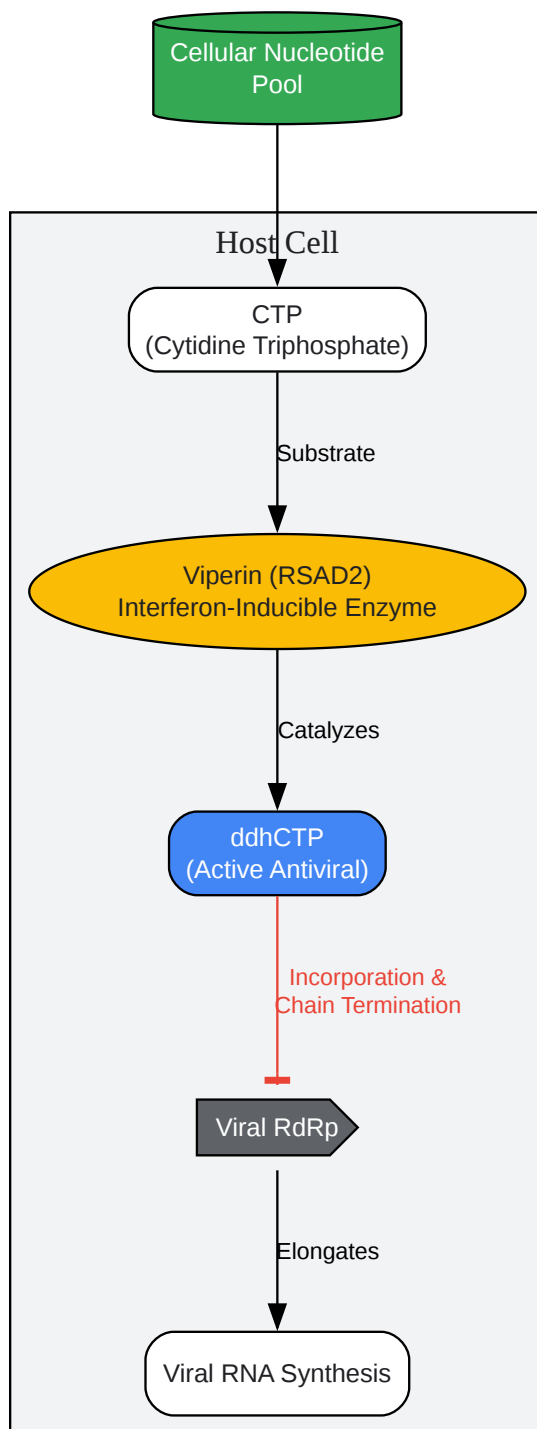 Cellular Nucleotide
Pool
Host Cell
CTP
(Cytidine Triphosphate)
Substrate
Viperin (RSAD2)
Interferon-Inducible Enzyme
Catalyzes
ddhCTP
(Active Antiviral)
Incorporation &
Chain Termination
Viral RdRp
Elongates
Viral RNA Synthesis